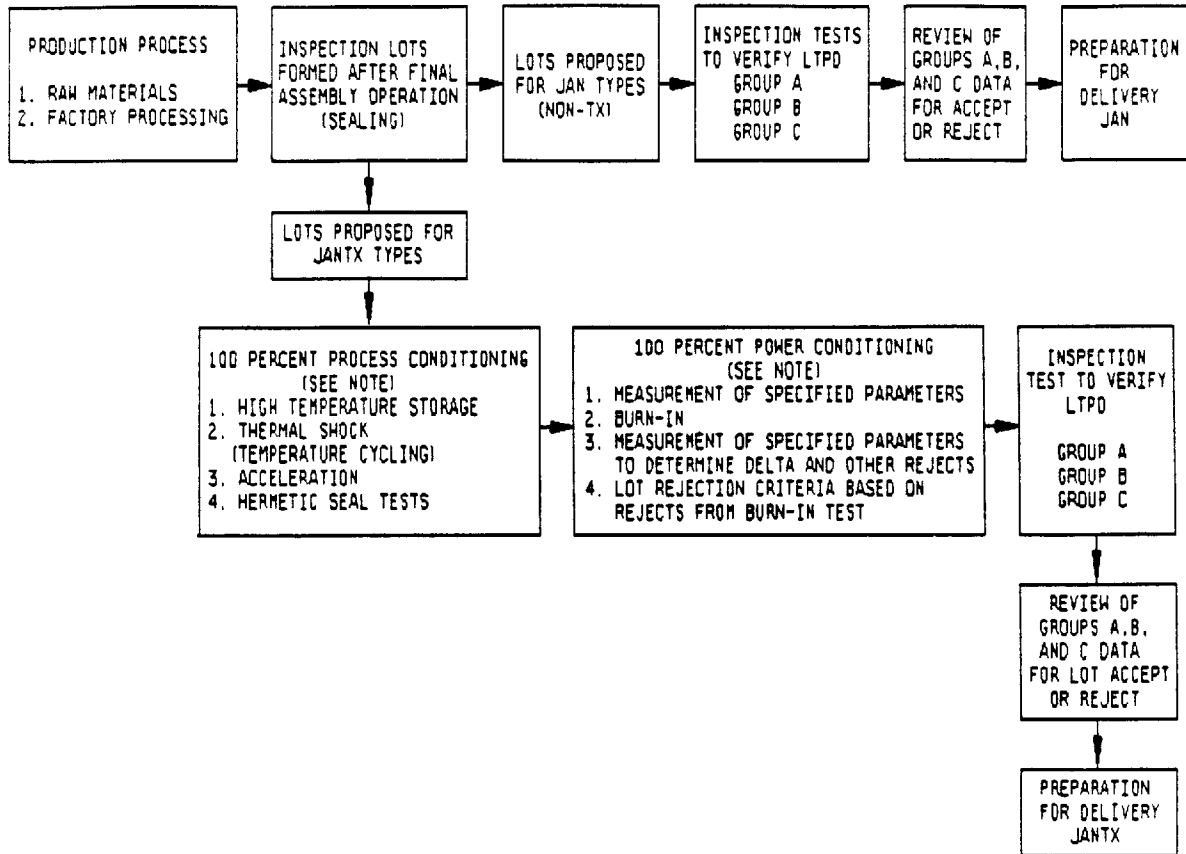 PRODUCTION PROCESS
1. RAW MATERIALS
2. FACTORY PROCESSING
INSPECTION LOTS
FORMED AFTER FINAL
ASSEMBLY OPERATION
(SEALING)
LOTS PROPOSED
FOR JAN TYPES
(NON-TX)
INSPECTION TESTS
TO VERIFY LTPD
GROUP A
GROUP B
GROUP C
REVIEW OF
GROUPS A,B,
AND C DATA
FOR ACCEPT
OR REJECT
PREPARATION
FOR
DELIVERY
JAN
LOTS PROPOSED FOR
JANTX TYPES
100 PERCENT PROCESS CONDITIONING
(SEE NOTE)
1. HIGH TEMPERATURE STORAGE
2. THERMAL SHOCK
(TEMPERATURE CYCLING)
3. ACCELERATION
4. HERMETIC SEAL TESTS
100 PERCENT POWER CONDITIONING
(SEE NOTE)
1. MEASUREMENT OF SPECIFIED PARAMETERS
2. BURN-IN
3. MEASUREMENT OF SPECIFIED PARAMETERS
TO DETERMINE DELTA AND OTHER REJECTS
4. LOT REJECTION CRITERIA BASED ON
REJECTS FROM BURN-IN TEST
INSPECTION
TEST TO VERIFY
LTPD
GROUP A
GROUP B
GROUP C
REVIEW OF
GROUPS A,B,
AND C DATA
FOR LOT ACCEPT
OR REJECT
PREPARATION
FOR DELIVERY
JANTX